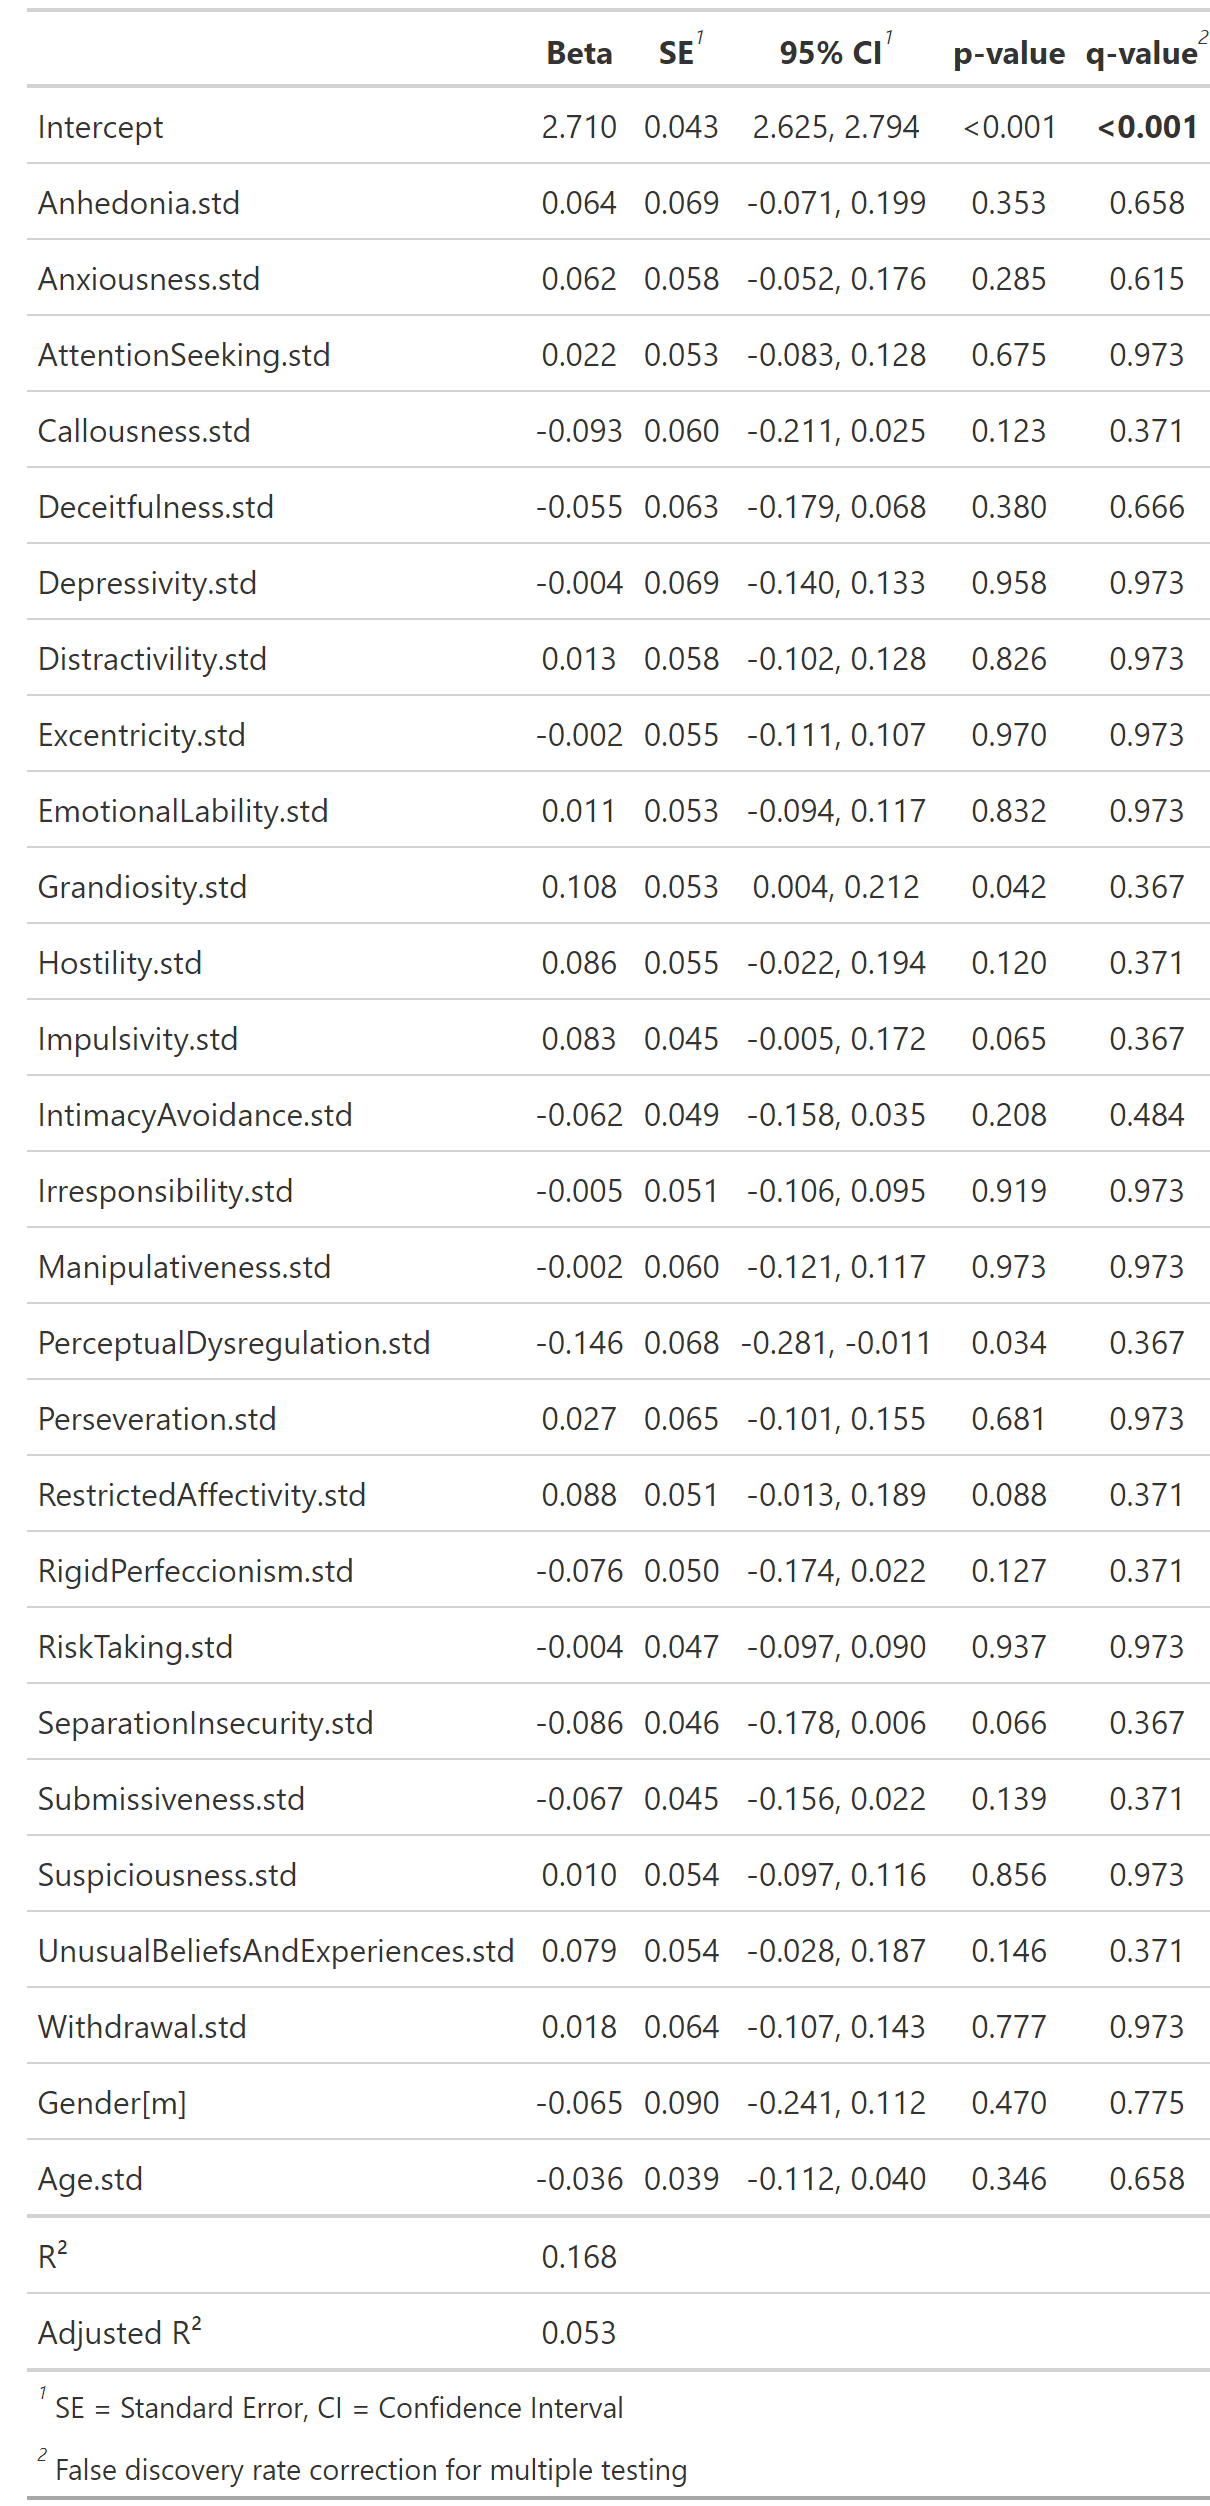 Beta SE¹ 95% CI¹ p-value q-value²
Intercept 2.710 0.043 2.625, 2.794 <0.001 <0.001
Anhedonia.std 0.064 0.069 -0.071, 0.199 0.353 0.658
Anxiousness.std 0.062 0.058 -0.052, 0.176 0.285 0.615
AttentionSeeking.std 0.022 0.053 -0.083, 0.128 0.675 0.973
Callousness.std -0.093 0.060 -0.211, 0.025 0.123 0.371
Deceitfulness.std -0.055 0.063 -0.179, 0.068 0.380 0.666
Depressivity.std -0.004 0.069 -0.140, 0.133 0.958 0.973
Distractivility.std 0.013 0.058 -0.102, 0.128 0.826 0.973
Excentricity.std -0.002 0.055 -0.111, 0.107 0.970 0.973
EmotionalLability.std 0.011 0.053 -0.094, 0.117 0.832 0.973
Grandiosity.std 0.108 0.053 0.004, 0.212 0.042 0.367
Hostility.std 0.086 0.055 -0.022, 0.194 0.120 0.371
Impulsivity.std 0.083 0.045 -0.005, 0.172 0.065 0.367
IntimacyAvoidance.std -0.062 0.049 -0.158, 0.035 0.208 0.484
Irresponsibility.std -0.005 0.051 -0.106, 0.095 0.919 0.973
Manipulativeness.std -0.002 0.060 -0.121, 0.117 0.973 0.973
PerceptualDysregulation.std -0.146 0.068 -0.281, -0.011 0.034 0.367
Perseveration.std 0.027 0.065 -0.101, 0.155 0.681 0.973
RestrictedAffectivity.std 0.088 0.051 -0.013, 0.189 0.088 0.371
RigidPerfeccionism.std -0.076 0.050 -0.174, 0.022 0.127 0.371
RiskTaking.std -0.004 0.047 -0.097, 0.090 0.937 0.973
SeparationInsecurity.std -0.086 0.046 -0.178, 0.006 0.066 0.367
Submissiveness.std -0.067 0.045 -0.156, 0.022 0.139 0.371
Suspiciousness.std 0.010 0.054 -0.097, 0.116 0.856 0.973
UnusualBeliefsAndExperiences.std 0.079 0.054 -0.028, 0.187 0.146 0.371
Withdrawal.std 0.018 0.064 -0.107, 0.143 0.777 0.973
Gender[m] -0.065 0.090 -0.241, 0.112 0.470 0.775
Age.std -0.036 0.039 -0.112, 0.040 0.346 0.658
R² 0.168
Adjusted R² 0.053
¹ SE = Standard Error, CI = Confidence Interval
² False discovery rate correction for multiple testing